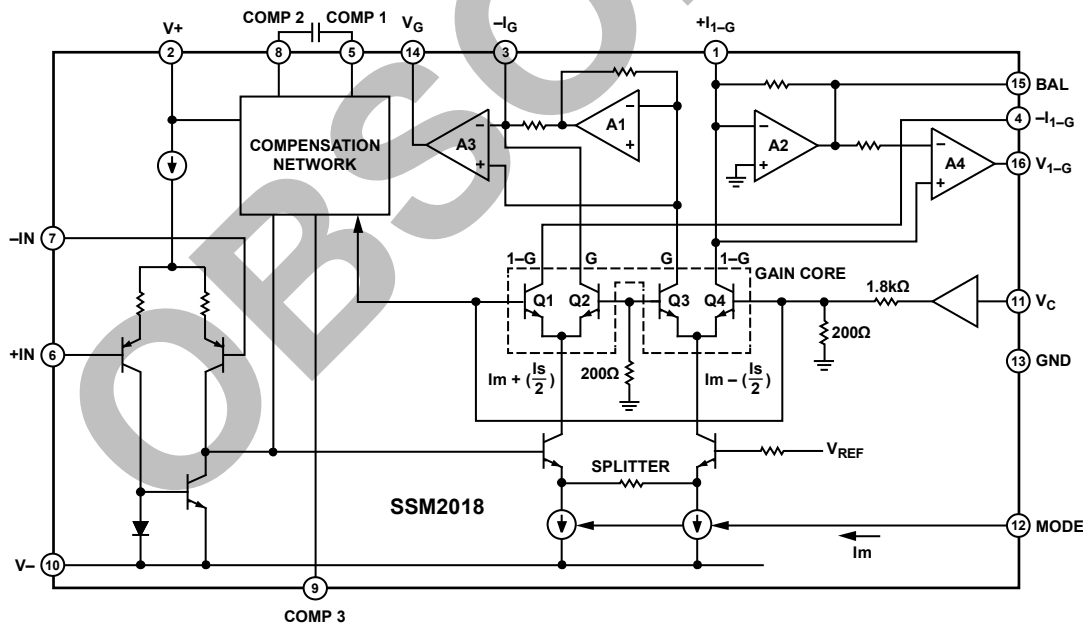 COMP 2
COMP 1
V+
VG
–IG
+I1–G
2
8
5
14
3
1
15
BAL
4
–I1–G
16
V1–G
COMPENSATION
NETWORK
A3
A1
A2
A4
–
+
–
+
–
+
–
+
–IN
7
1–G
G
G
1–G
GAIN CORE
Q1
Q2
Q3
Q4
1.8kΩ
11
VC
+IN
6
200Ω
13
GND
Im + (Is/2)
200Ω
Im – (Is/2)
SPLITTER
VREF
SSM2018
12
MODE
Im
V–
10
9
COMP 3
OBSO